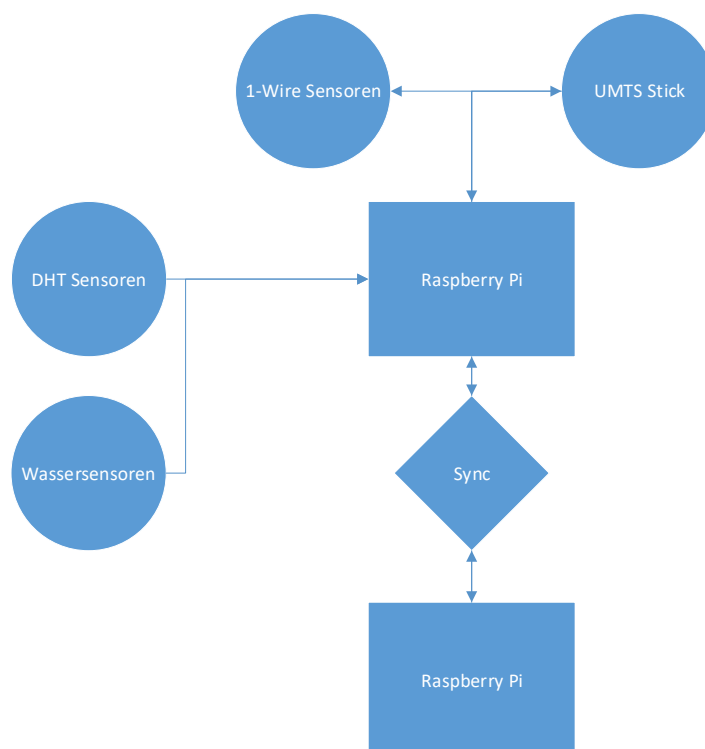 1-Wire Sensoren
UMTS Stick
DHT Sensoren
Raspberry Pi
Wassersensoren
Sync
Raspberry Pi